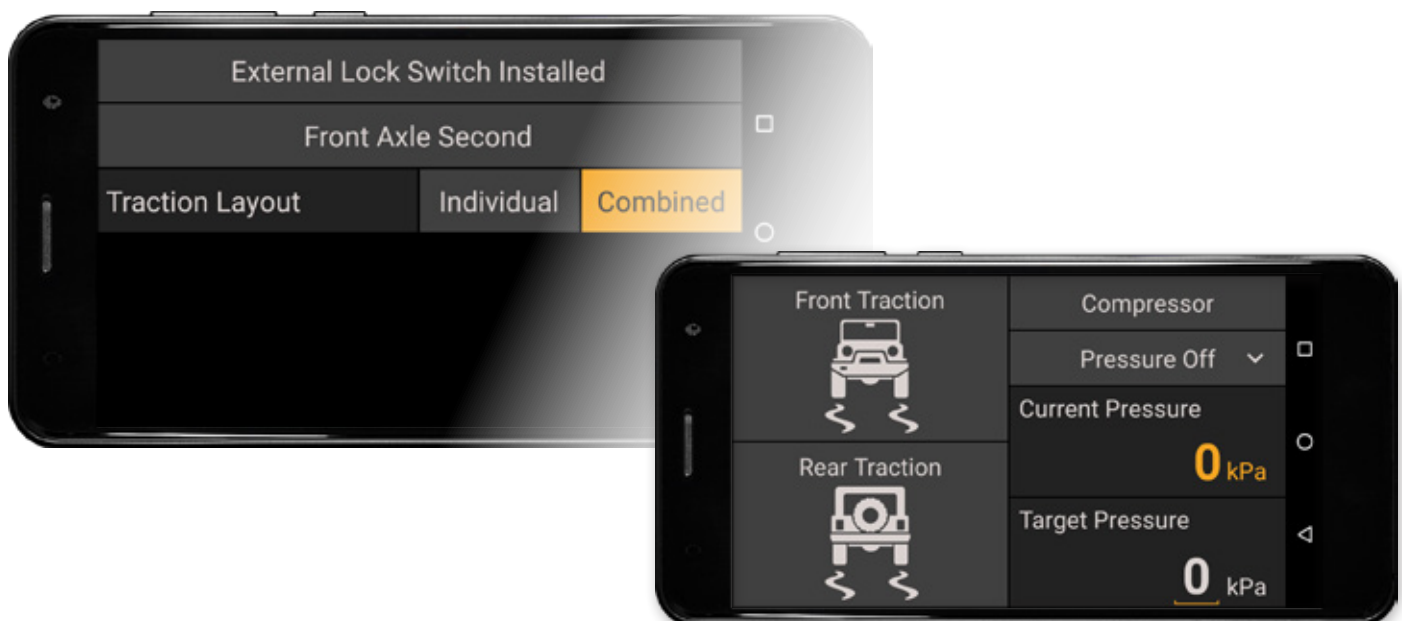 External Lock Switch Installed
Front Axle Second
Traction Layout Individual Combined
Front Traction
Rear Traction
Compressor
Pressure Off
Current Pressure
0 kPa
Target Pressure
0 kPa